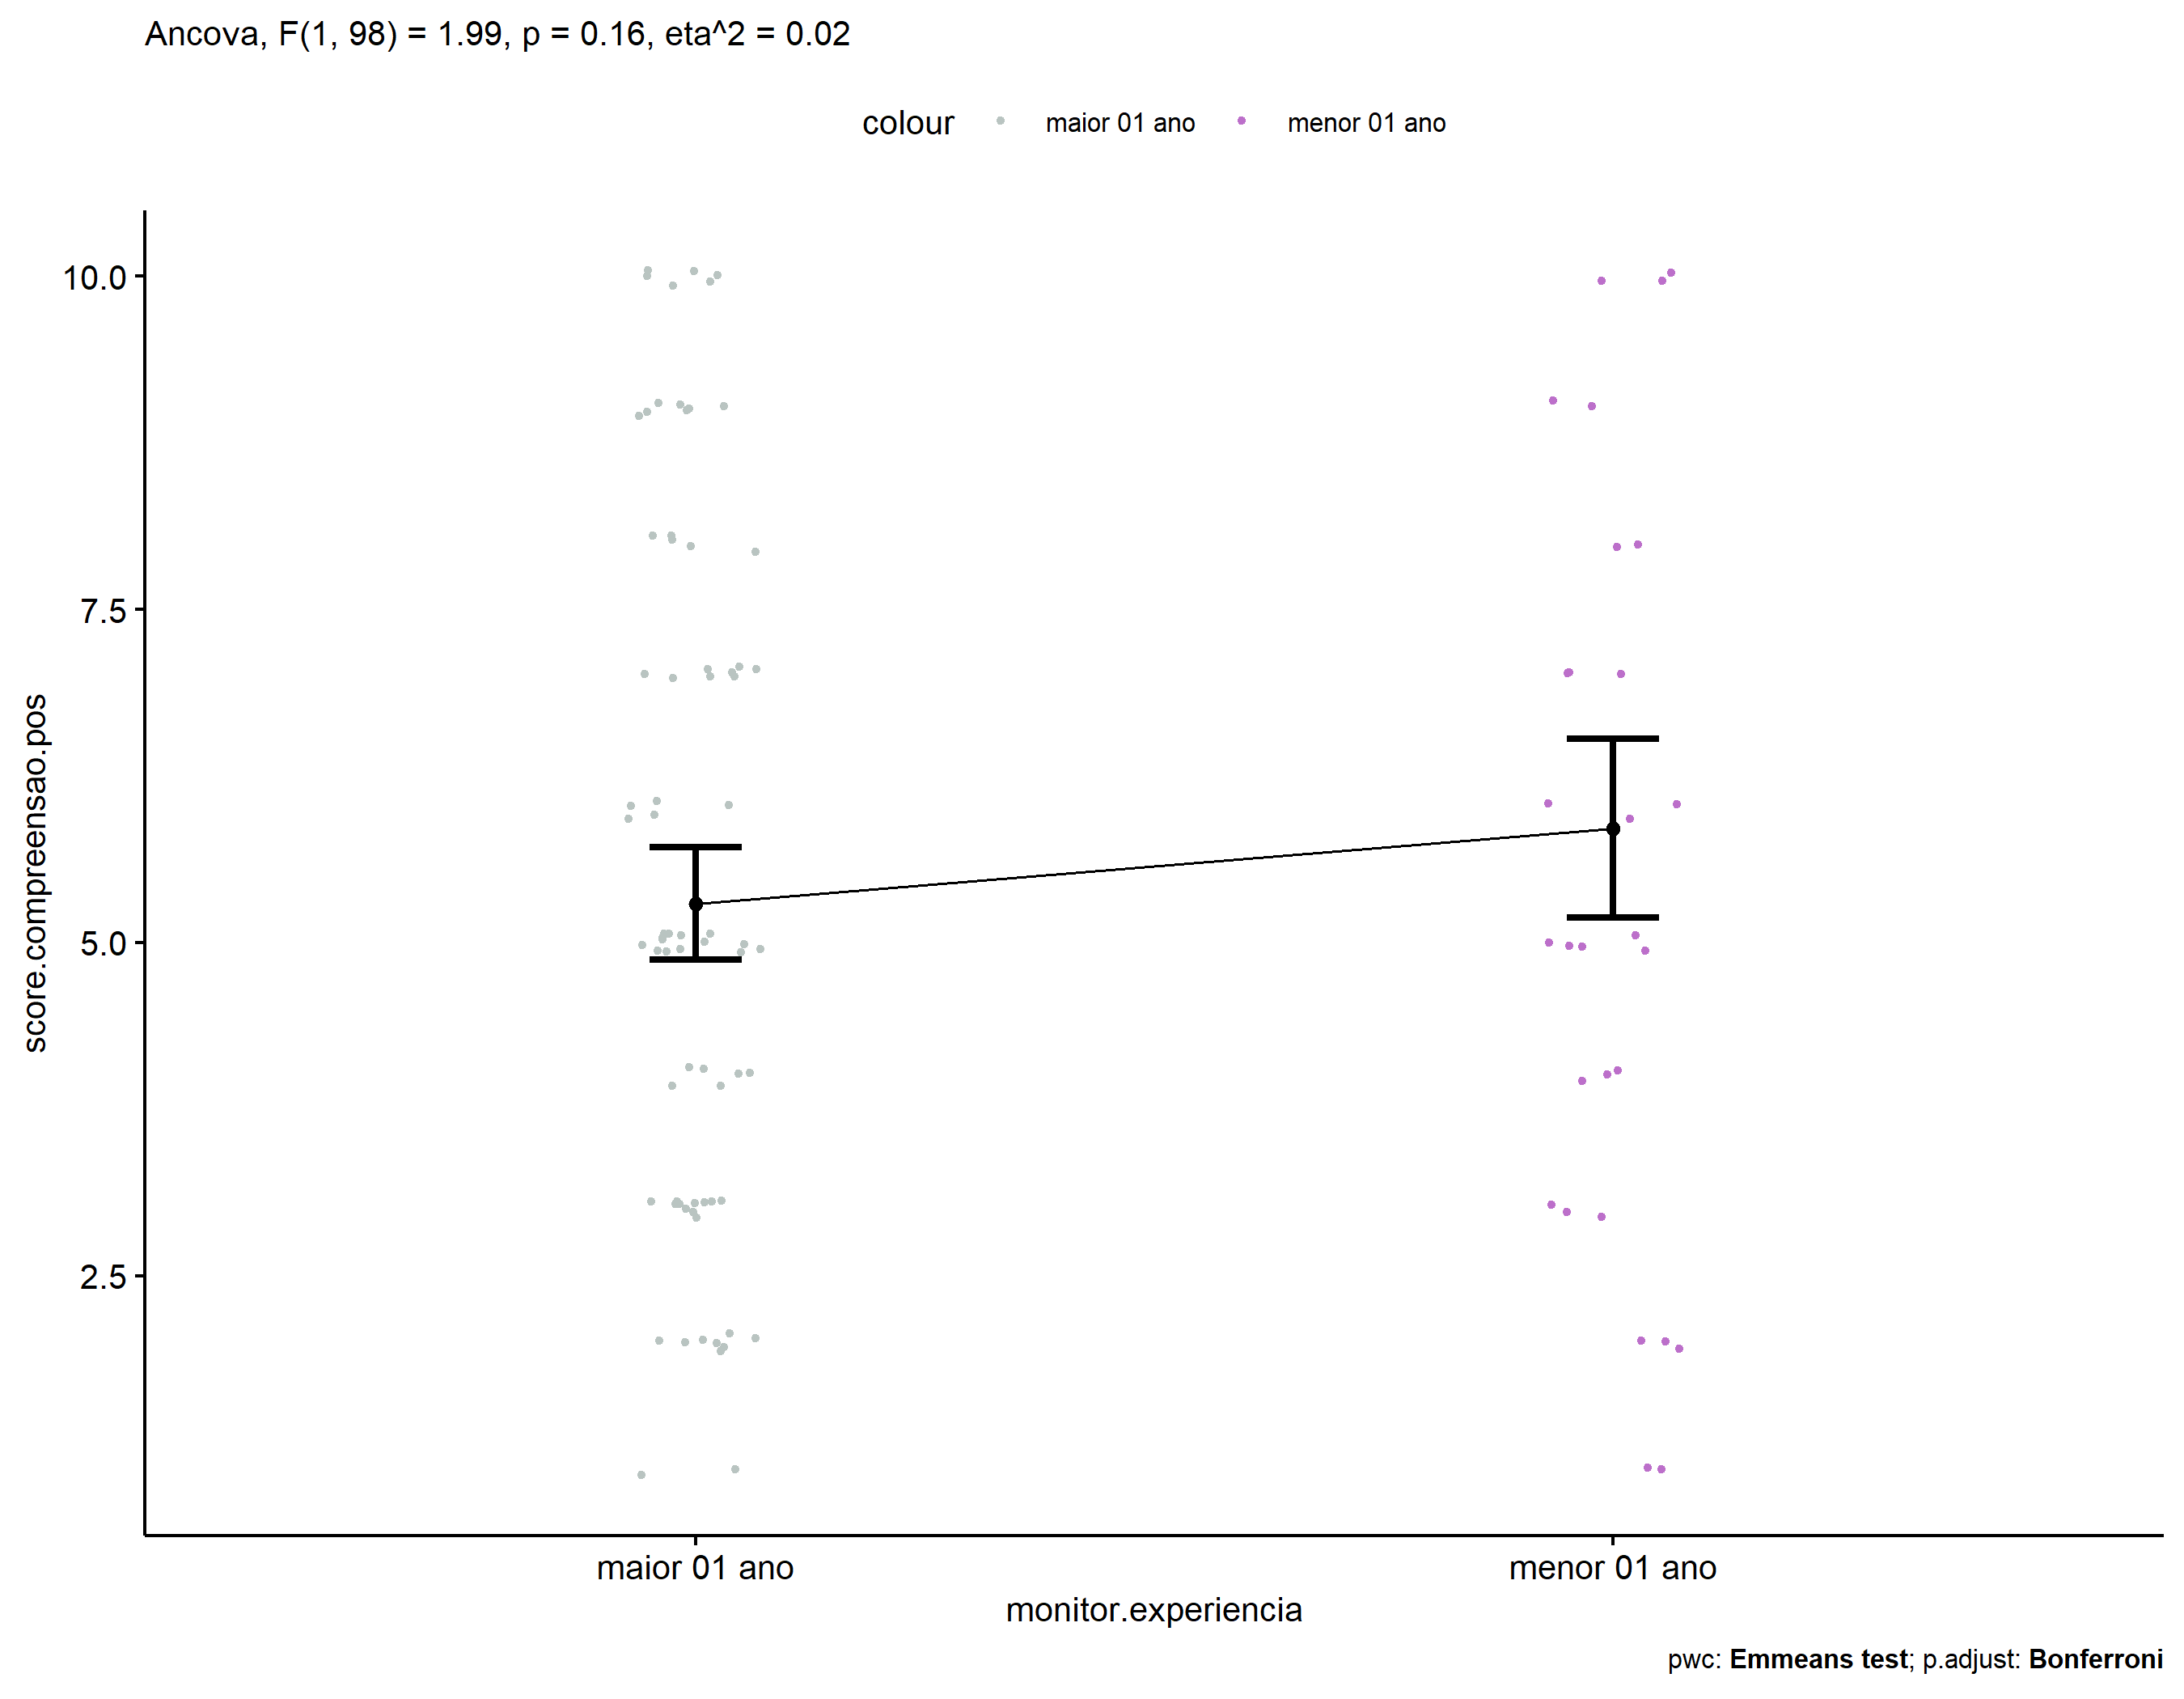 Ancova, F(1, 98) = 1.99, p = 0.16, eta^2 = 0.02
colour maior 01 ano menor 01 ano
10.0
7.5
5.0
2.5
score.compreensao.pos
maior 01 ano menor 01 ano
monitor.experiencia
pwc: Emmeans test; p.adjust: Bonferroni